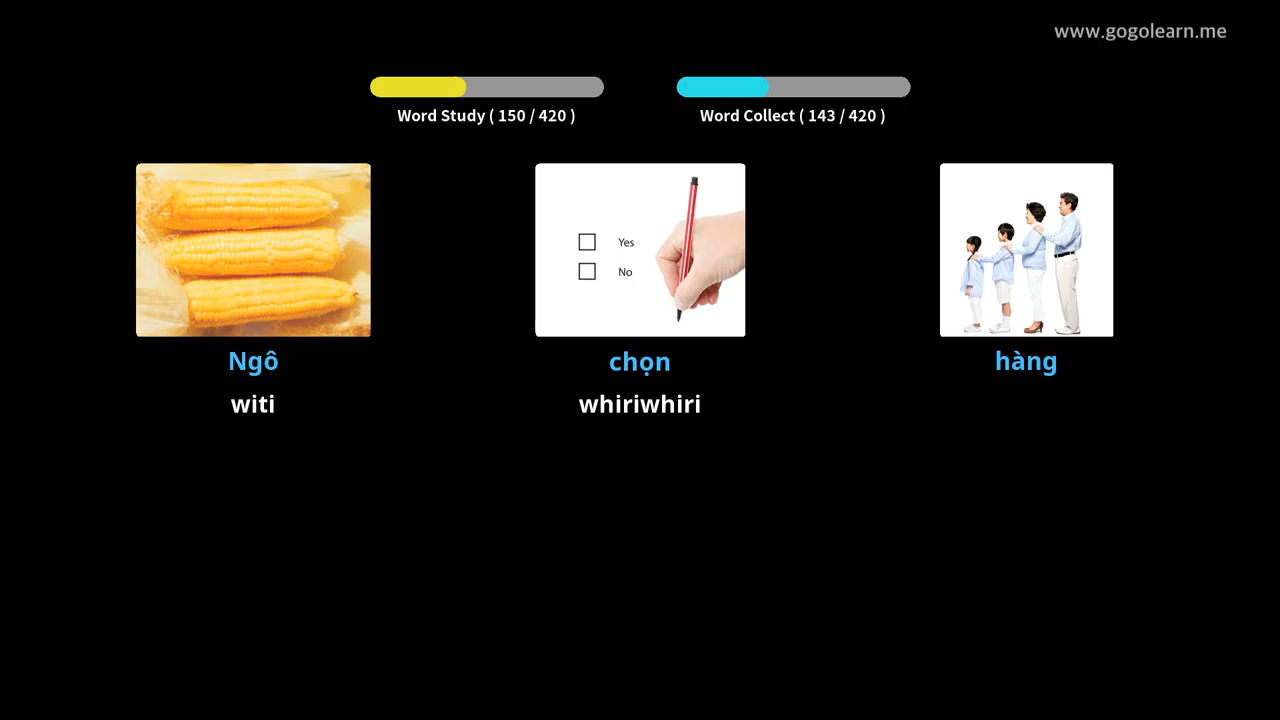 www.gogolearn.me
Word Study ( 150 / 420 )
Word Collect ( 143 / 420 )
Yes
No
Ngô
chọn
hàng
witi
whiriwhiri